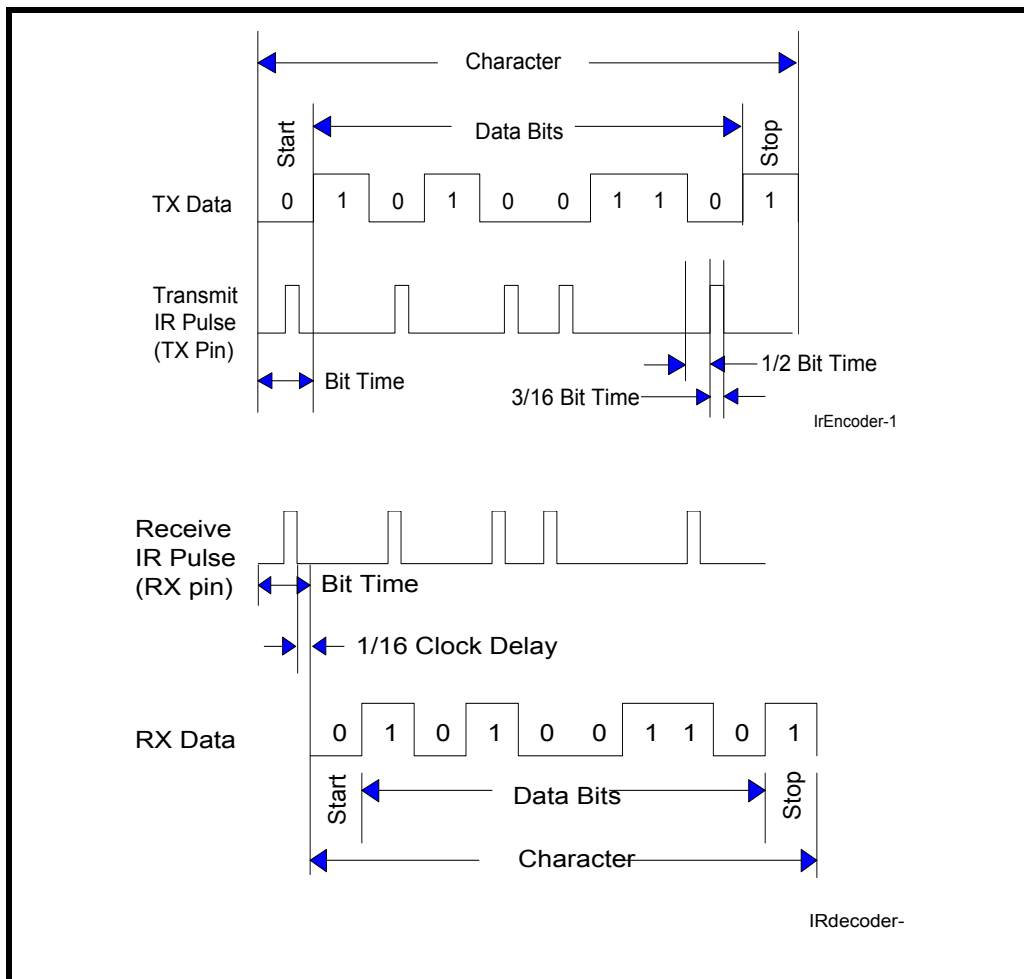 Character
Start
Data Bits
Stop
TX Data
0 1 0 1 0 0 1 1 0 1
Transmit
IR Pulse
(TX Pin)
Bit Time
1/2 Bit Time
3/16 Bit Time
IrEncoder-1
Receive
IR Pulse
(RX pin)
Bit Time
1/16 Clock Delay
RX Data
0 1 0 1 0 0 1 1 0 1
Start
Data Bits
Stop
Character
IRdecoder-